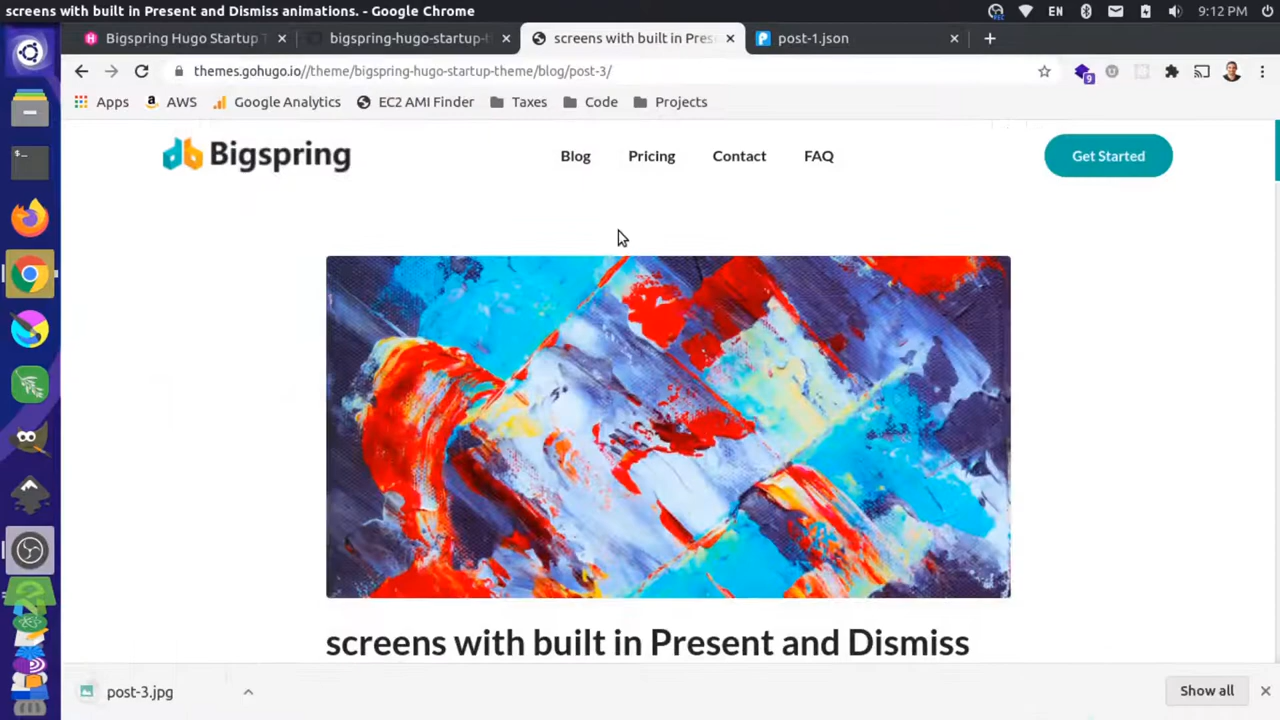 screens with built in Present and Dismiss animations. - Google Chrome
EN
9:12 PM
Bigspring Hugo Startup T
bigspring-hugo-startup-t
screens with built in Pres
post-1.json
themes.gohugo.io//theme/bigspring-hugo-startup-theme/blog/post-3/
9
Apps
AWS
Google Analytics
EC2 AMI Finder
Taxes
Code
Projects
Bigspring
Blog
Pricing
Contact
FAQ
Get Started
screens with built in Present and Dismiss
post-3.jpg
Show all